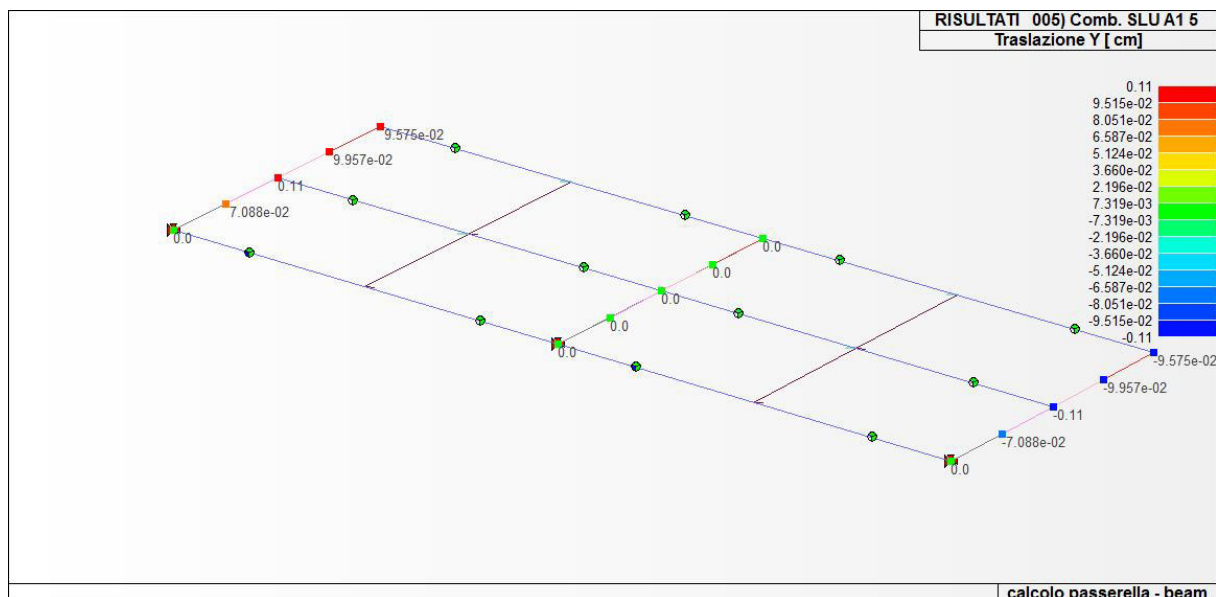 RISULTATI 005) Comb. SLU A1 5
Traslazione Y [ cm]
0.11
9.515e-02
8.051e-02
6.587e-02
5.124e-02
3.660e-02
2.196e-02
7.319e-03
-7.319e-03
-2.196e-02
-3.660e-02
-5.124e-02
-6.587e-02
-8.051e-02
-9.515e-02
-0.11
9.575e-02
9.957e-02
0.11
7.088e-02
0.0
0.0
0.0
0.0
0.0
0.0
-9.575e-02
-9.957e-02
-0.11
-7.088e-02
0.0
calcolo passerella - beam